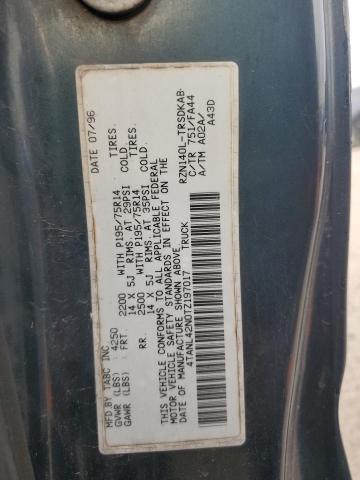 MFD BY TABC INC. DATE 07/96
GVWR (LBS) 4250
GAWR (LBS) FRT. 2200 WITH P195/75R14 TIRES.
14 X 5J RIMS. AT 29PSI COLD.
RR. 2500 WITH P195/75R14 TIRES.
14 X 5J RIMS. AT 35PSI COLD.
THIS VEHICLE CONFORMS TO ALL APPLICABLE FEDERAL
MOTOR VEHICLE SAFETY STANDARDS IN EFFECT ON THE
DATE OF MANUFACTURE SHOWN ABOVE.
4TANL42N0TZ197017 TRUCK
RZN140L-TRSDKAB-
C/TR 751/FA44
A/TM A02A/
A43D